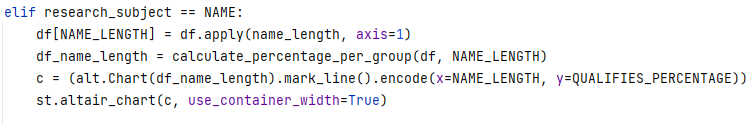 elif research_subject == NAME:
df[NAME_LENGTH] = df.apply(name_length, axis=1)
df_name_length = calculate_percentage_per_group(df, NAME_LENGTH)
c = (alt.Chart(df_name_length).mark_line().encode(x=NAME_LENGTH, y=QUALIFIES_PERCENTAGE))
st.altair_chart(c, use_container_width=True)